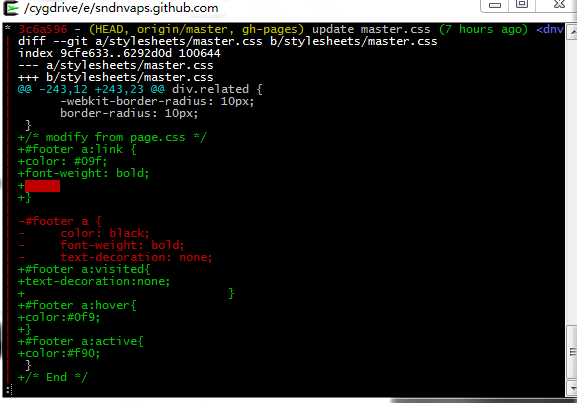 /cygdrive/e/sndnvaps.github.com
* 3c6a596 - (HEAD, origin/master, gh-pages) update master.css (7 hours ago) <dnv
| diff --git a/stylesheets/master.css b/stylesheets/master.css
| index 9cfe633..6292d0d 100644
| --- a/stylesheets/master.css
| +++ b/stylesheets/master.css
| @@ -243,12 +243,23 @@ div.related {
|       -webkit-border-radius: 10px;
|       border-radius: 10px;
|  }
| +/* modify from page.css */
| +#footer a:link {
| +color: #09f;
| +font-weight: bold;
| +
| +}
|
| -#footer a {
| -     color: black;
| -     font-weight: bold;
| -     text-decoration: none;
| +#footer a:visited{
| +text-decoration:none;
| +                             }
| +#footer a:hover{
| +color:#0f9;
| +}
| +#footer a:active{
| +color:#f90;
|  }
| +/* End */
: